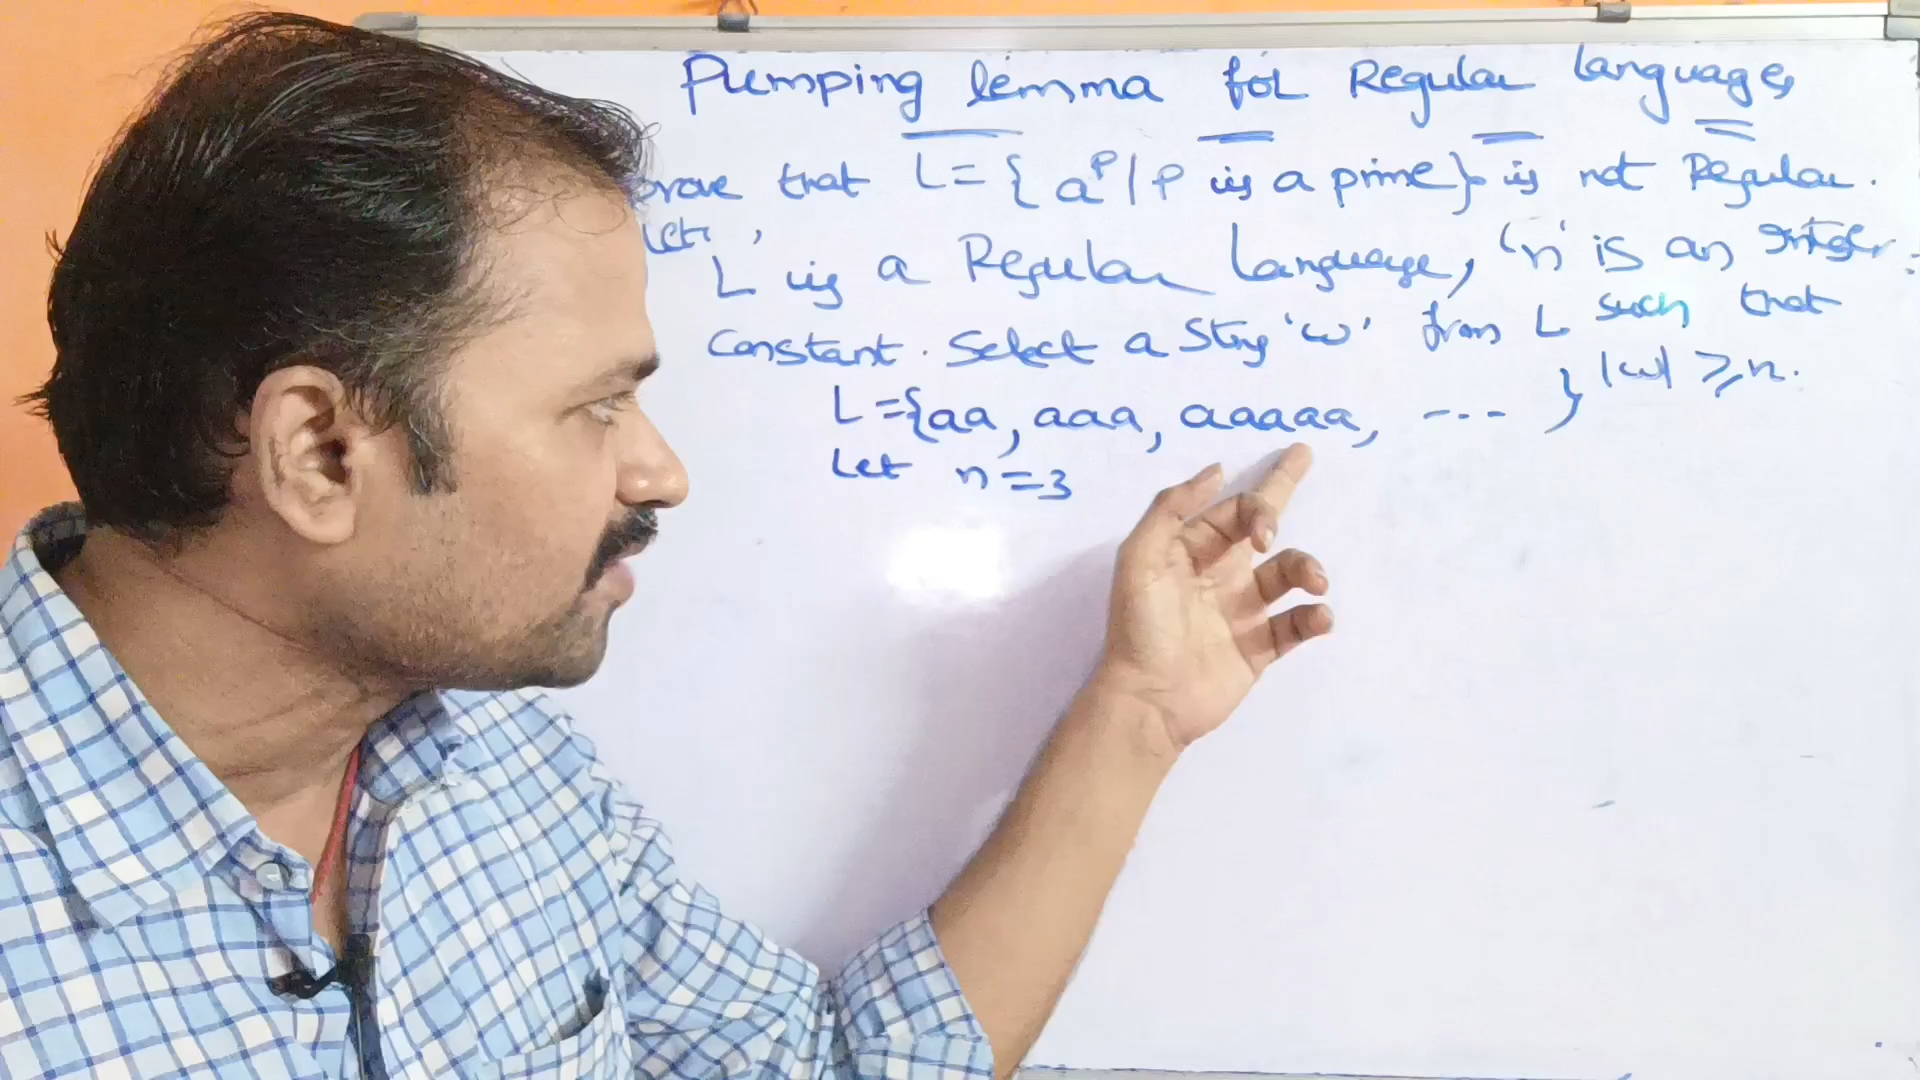 Pumping lemma for Regular Language,
prove that L = { a^p | p is a prime} is not Regular.
Let,
L is a Regular Language, 'n' is an Integer
constant. Select a String 'w' from L such that
|w| ≥ n.
L = {aa, aaa, aaaaa, --- }
Let n = 3